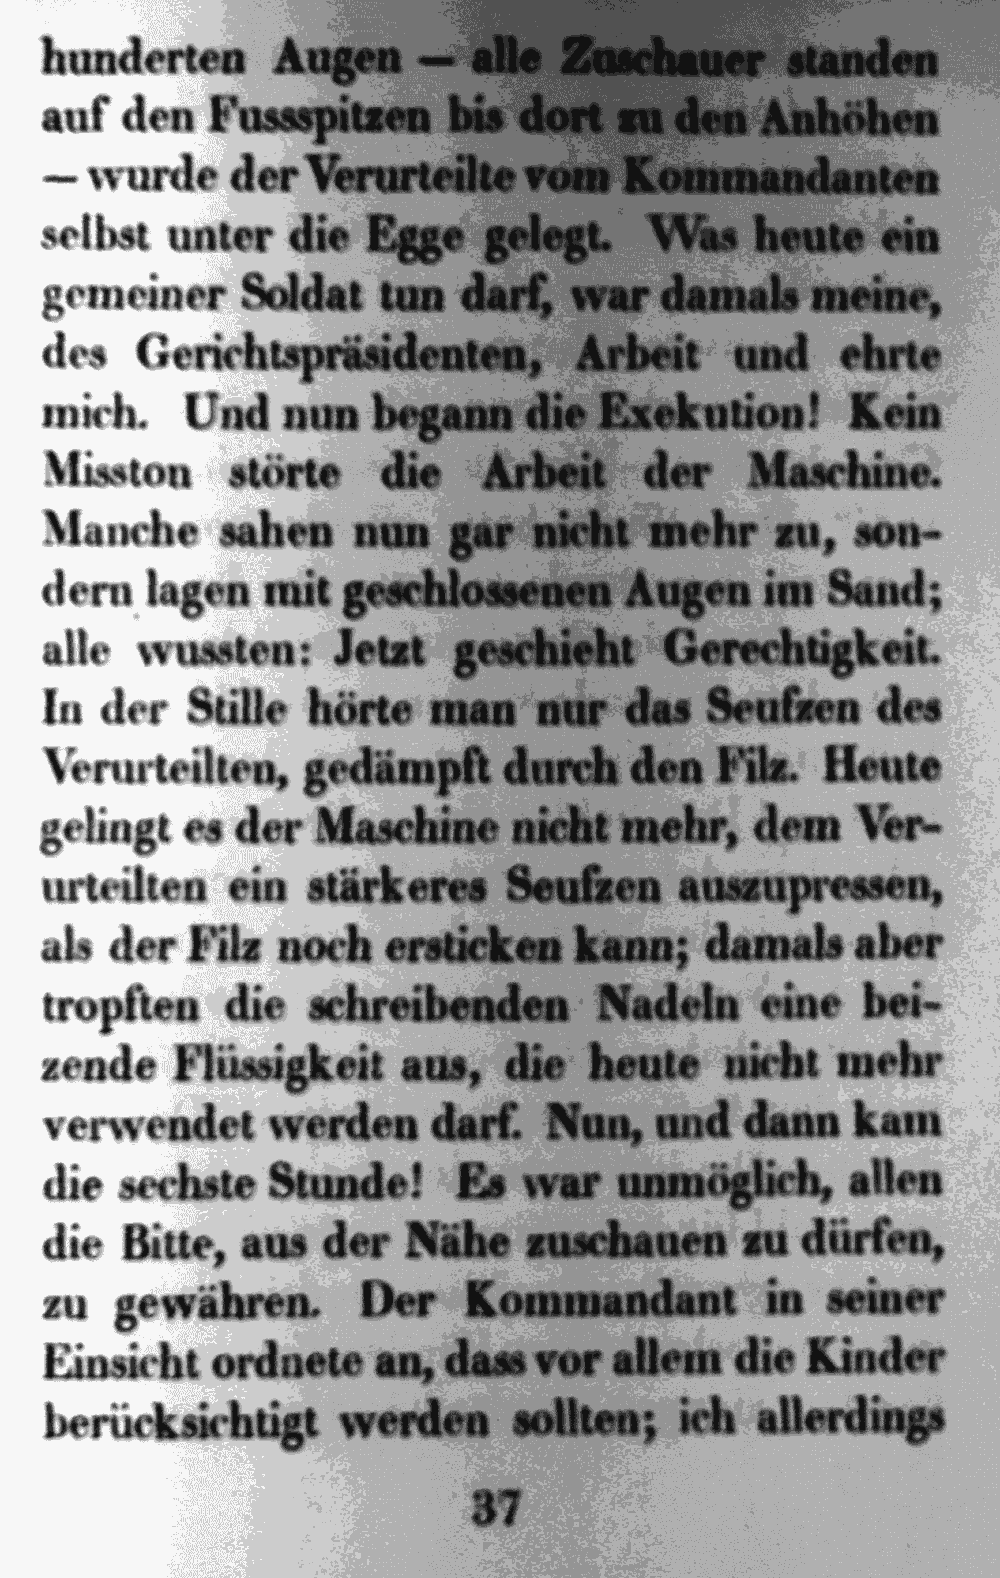 hunderten Augen — alle Zuschauer standen
auf den Fussspitzen bis dort zu den Anhöhen
— wurde der Verurteilte vom Kommandanten
selbst unter die Egge gelegt. Was heute ein
gemeiner Soldat tun darf, war damals meine,
des Gerichtspräsidenten, Arbeit und ehrte
mich. Und nun begann die Exekution! Kein
Misston störte die Arbeit der Maschine.
Manche sahen nun gar nicht mehr zu, son-
dern lagen mit geschlossenen Augen im Sand;
alle wussten: Jetzt geschieht Gerechtigkeit.
In der Stille hörte man nur das Seufzen des
Verurteilten, gedämpft durch den Filz. Heute
gelingt es der Maschine nicht mehr, dem Ver-
urteilten ein stärkeres Seufzen auszupressen,
als der Filz noch ersticken kann; damals aber
tropften die schreibenden Nadeln eine bei-
zende Flüssigkeit aus, die heute nicht mehr
verwendet werden darf. Nun, und dann kam
die sechste Stunde! Es war unmöglich, allen
die Bitte, aus der Nähe zuschauen zu dürfen,
zu gewähren. Der Kommandant in seiner
Einsicht ordnete an, dass vor allem die Kinder
berücksichtigt werden sollten; ich allerdings
37